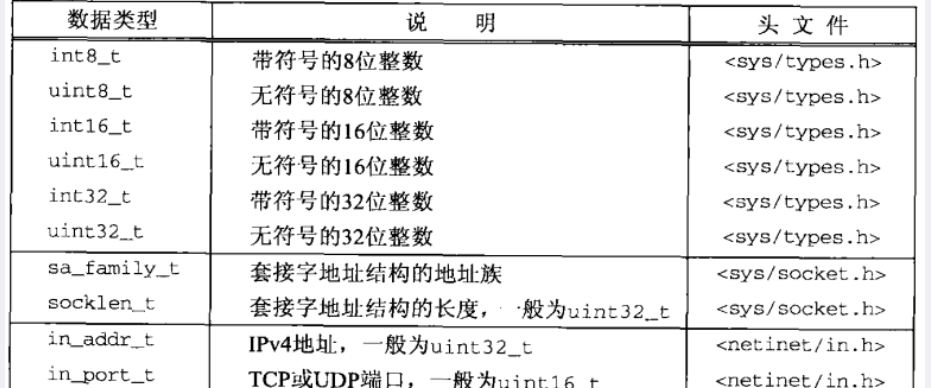 数据类型 说 明 头 文 件
int8_t 带符号的8位整数 <sys/types.h>
uint8_t 无符号的8位整数 <sys/types.h>
int16_t 带符号的16位整数 <sys/types.h>
uint16_t 无符号的16位整数 <sys/types.h>
int32_t 带符号的32位整数 <sys/types.h>
uint32_t 无符号的32位整数 <sys/types.h>
sa_family_t 套接字地址结构的地址族 <sys/socket.h>
socklen_t 套接字地址结构的长度，一般为uint32_t <sys/socket.h>
in_addr_t IPv4地址，一般为uint32_t <netinet/in.h>
in_port_t TCP或UDP端口，一般为uint16_t <netinet/in.h>